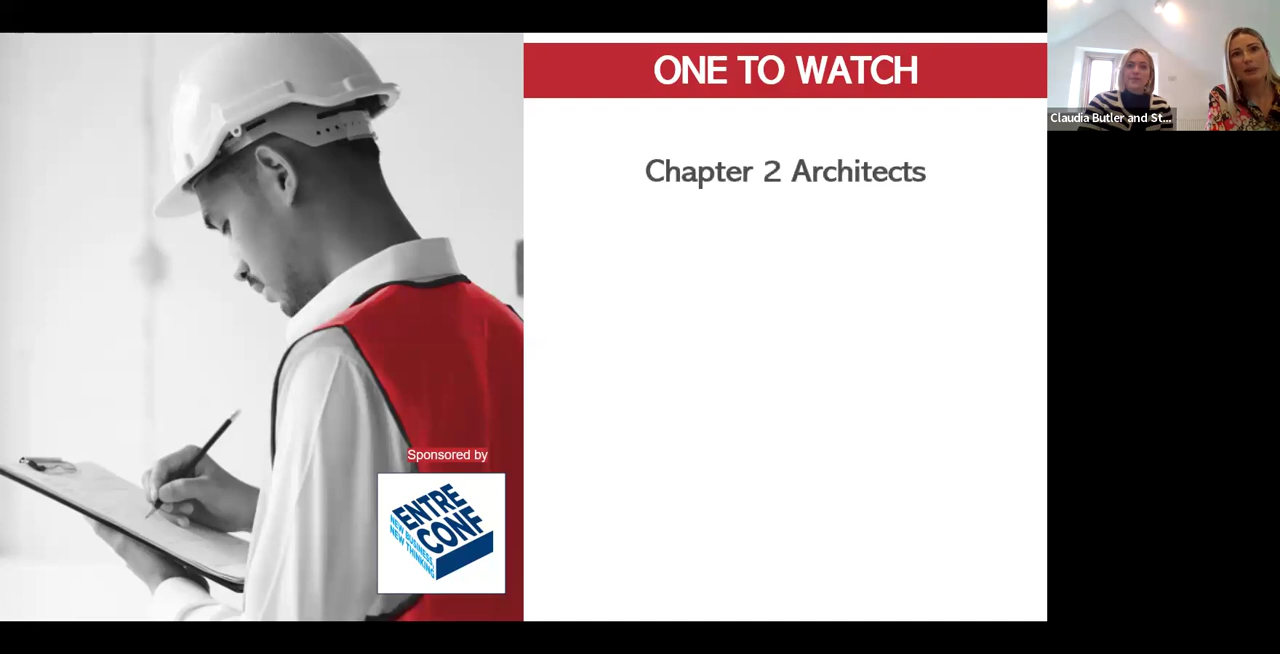 ONE TO WATCH
Chapter 2 Architects
Claudia Butler and St...
Sponsored by
ENTRE
CONF
NEW BUSINESS
NEW THINKING